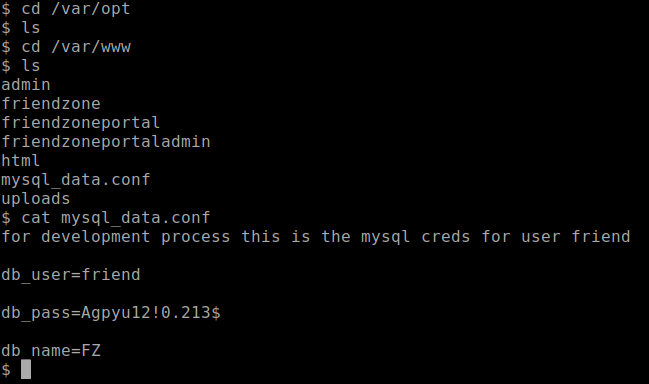 $ cd /var/opt
$ ls
$ cd /var/www
$ ls
admin
friendzone
friendzoneportal
friendzoneportaladmin
html
mysql_data.conf
uploads
$ cat mysql_data.conf
for development process this is the mysql creds for user friend
db_user=friend
db_pass=Agpyu12!0.213$
db_name=FZ
$